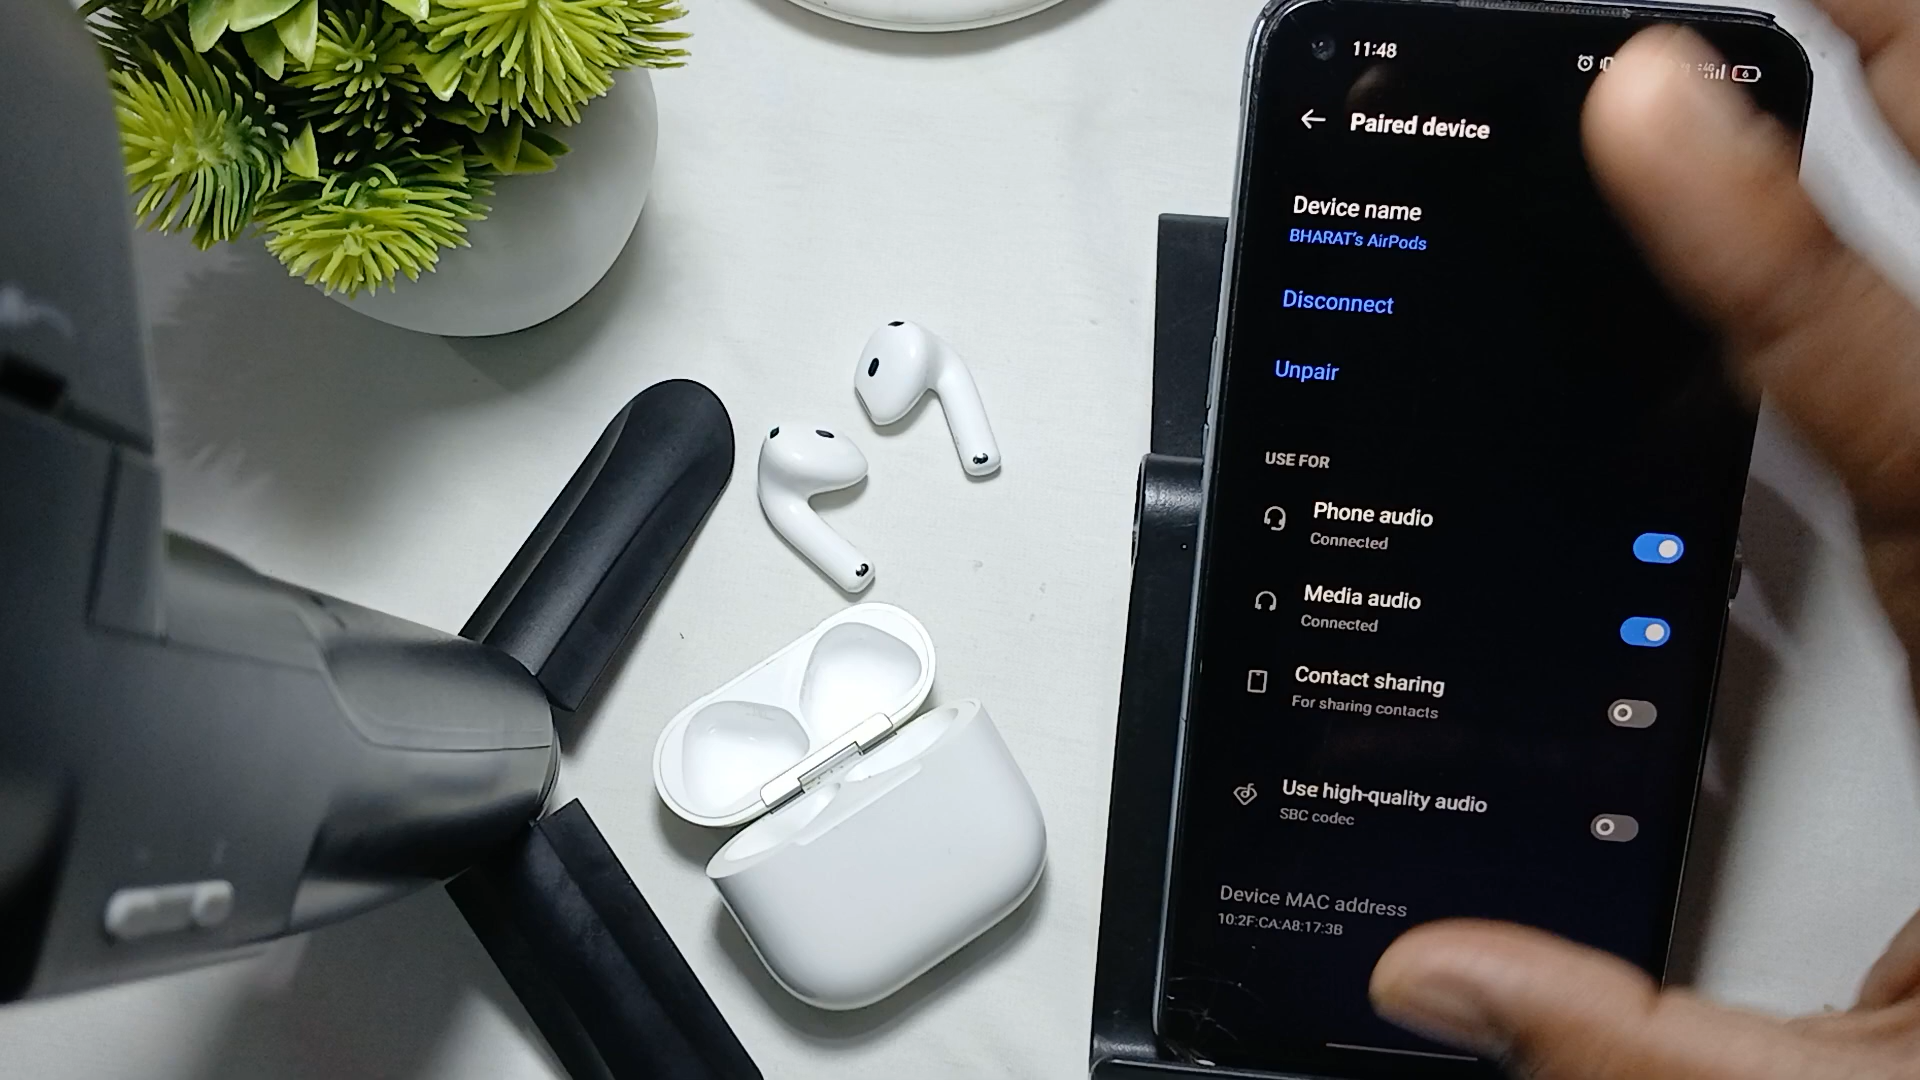 11:48
4G 6
Paired device
Device name
BHARAT's AirPods
Disconnect
Unpair
USE FOR
Phone audio
Connected
Media audio
Connected
Contact sharing
For sharing contacts
Use high-quality audio
SBC codec
Device MAC address
10:2F:CA:A8:17:3B